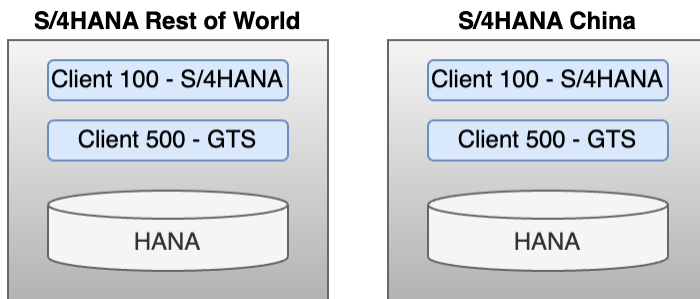 S/4HANA Rest of World
Client 100 - S/4HANA
Client 500 - GTS
HANA
S/4HANA China
Client 100 - S/4HANA
Client 500 - GTS
HANA